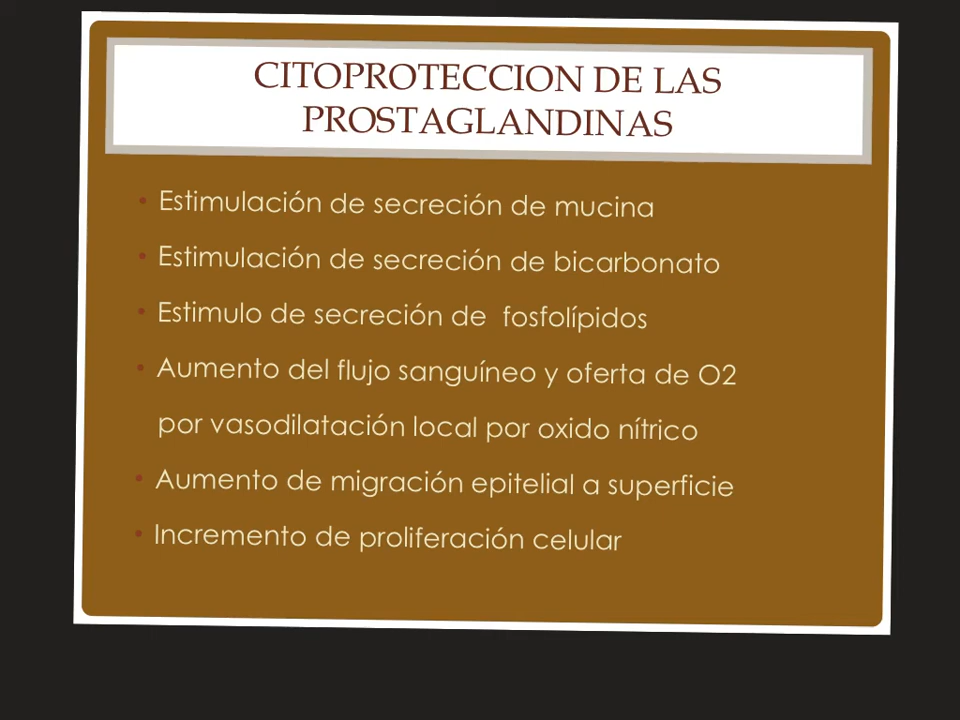 CITOPROTECCION DE LAS
PROSTAGLANDINAS
• Estimulación de secreción de mucina
• Estimulación de secreción de bicarbonato
• Estimulo de secreción de fosfolípidos
• Aumento del flujo sanguíneo y oferta de O2
por vasodilatación local por oxido nítrico
• Aumento de migración epitelial a superficie
• Incremento de proliferación celular